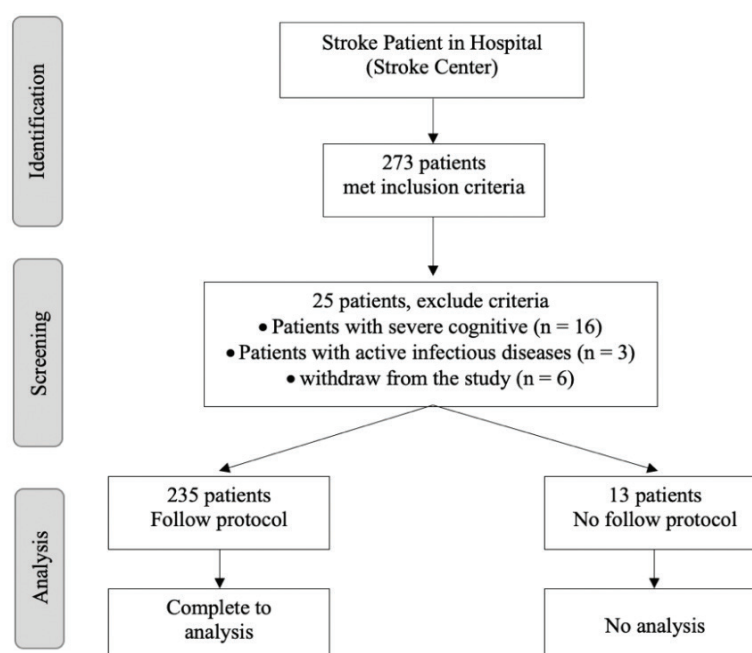 Identification
Stroke Patient in Hospital
(Stroke Center)
273 patients
met inclusion criteria
Screening
25 patients, exclude criteria
• Patients with severe cognitive (n = 16)
• Patients with active infectious diseases (n = 3)
• withdraw from the study (n = 6)
Analysis
235 patients
Follow protocol
13 patients
No follow protocol
Complete to
analysis
No analysis